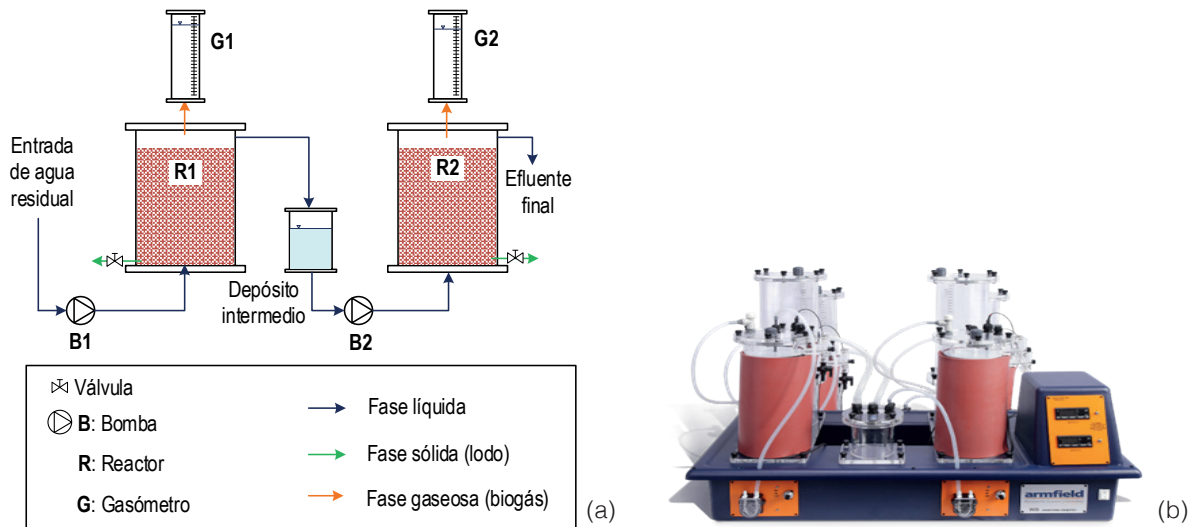 G1
G2
Entrada
de agua
residual
R1
R2
Efluente
final
Depósito
intermedio
B1
B2
Válvula
B: Bomba
R: Reactor
G: Gasómetro
Fase líquida
Fase sólida (lodo)
Fase gaseosa (biogás)
(a)
armfield
(b)